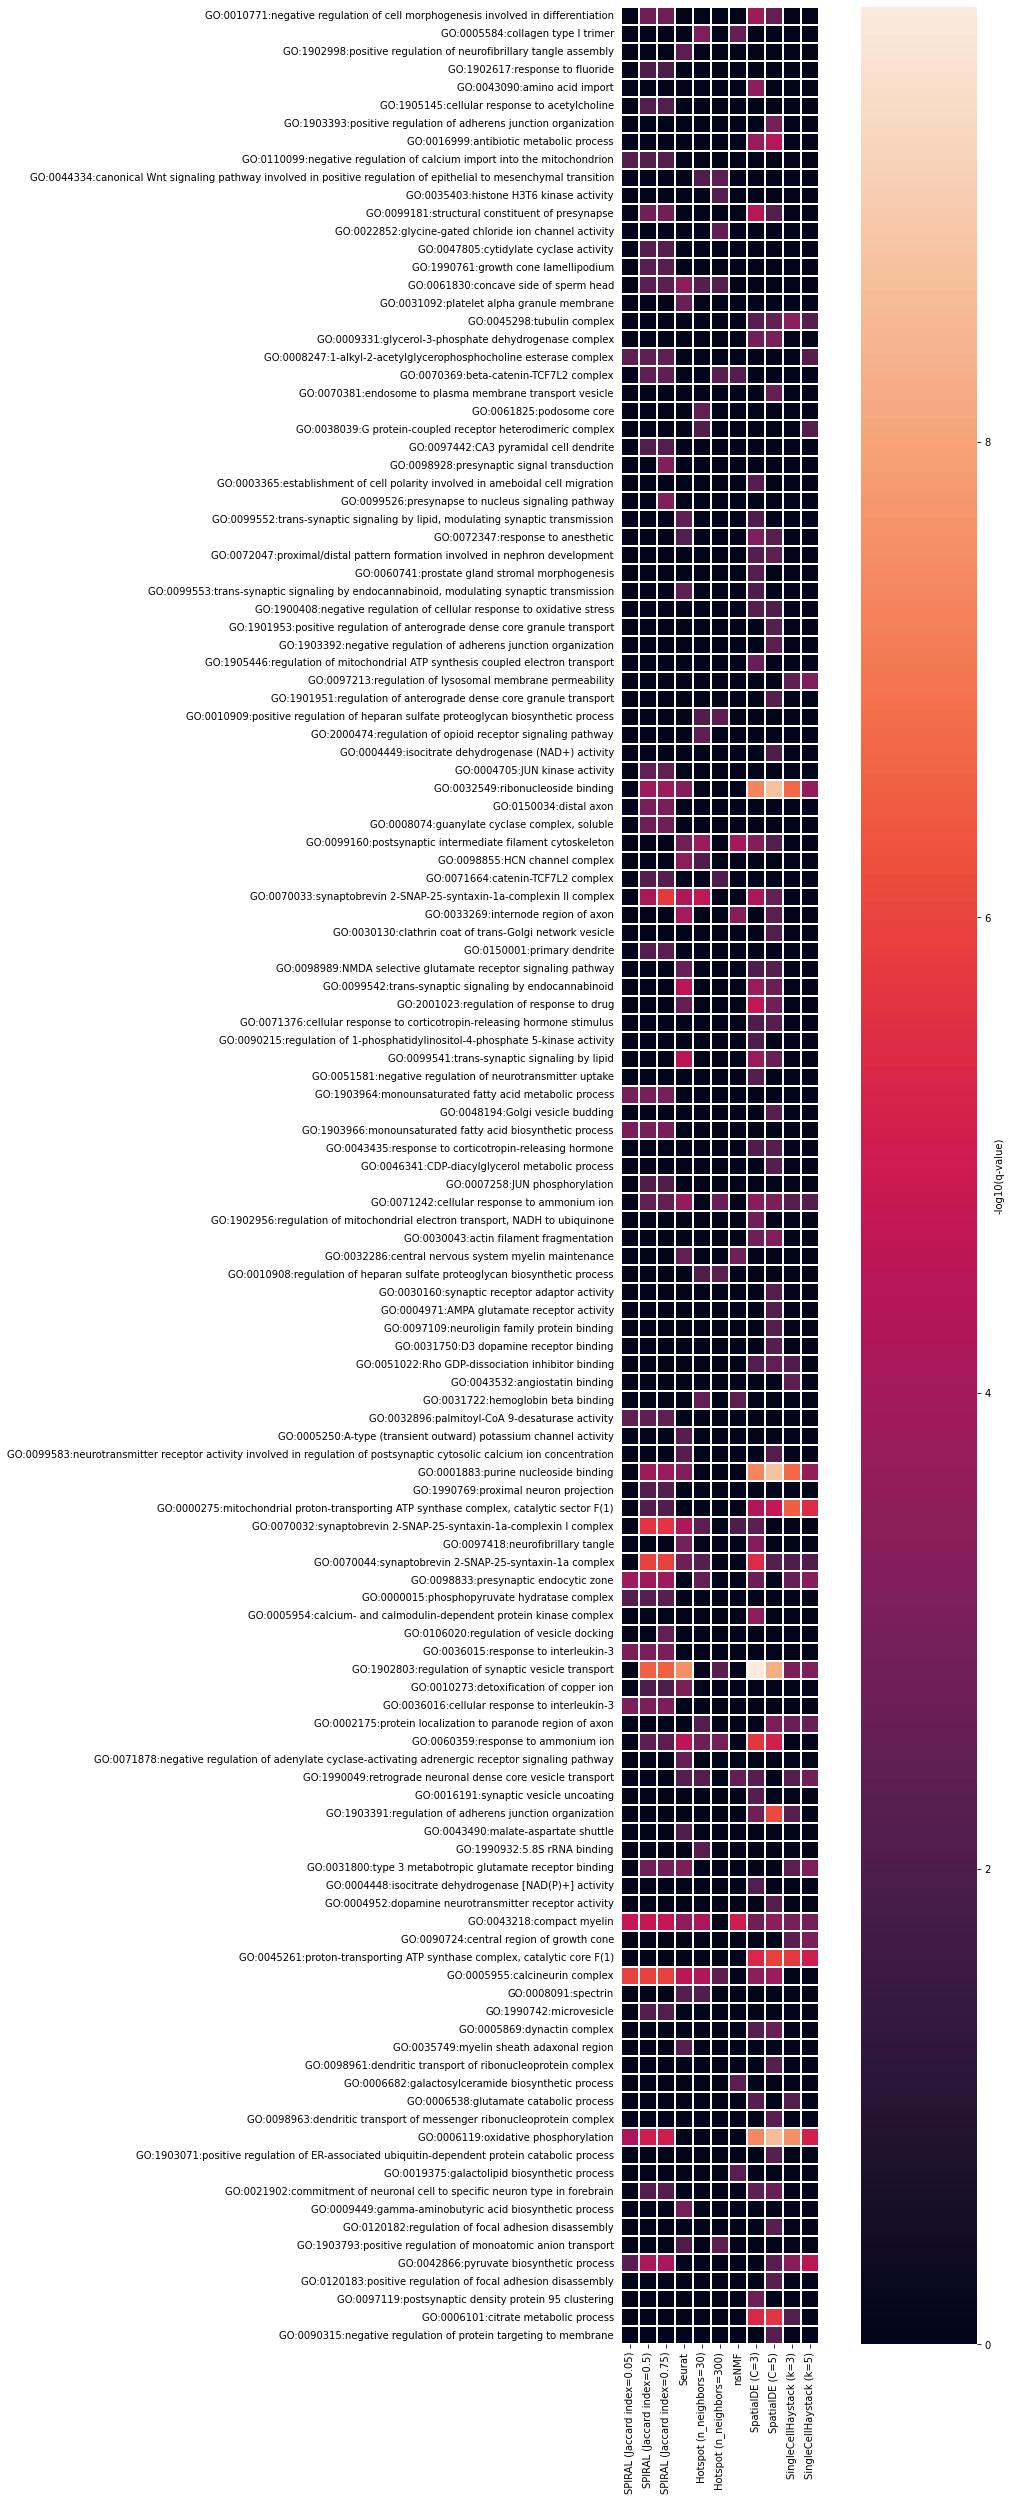 GO:0010771:negative regulation of cell morphogenesis involved in differentiation
GO:0005584:collagen type I trimer
GO:1902998:positive regulation of neurofibrillary tangle assembly
GO:1902617:response to fluoride
GO:0043090:amino acid import
GO:1905145:cellular response to acetylcholine
GO:1903393:positive regulation of adherens junction organization
GO:0016999:antibiotic metabolic process
GO:0110099:negative regulation of calcium import into the mitochondrion
GO:0044334:canonical Wnt signaling pathway involved in positive regulation of epithelial to mesenchymal transition
GO:0035403:histone H3T6 kinase activity
GO:0099181:structural constituent of presynapse
GO:0022852:glycine-gated chloride ion channel activity
GO:0047805:cytidylate cyclase activity
GO:1990761:growth cone lamellipodium
GO:0061830:concave side of sperm head
GO:0031092:platelet alpha granule membrane
GO:0045298:tubulin complex
GO:0009331:glycerol-3-phosphate dehydrogenase complex
GO:0008247:1-alkyl-2-acetylglycerophosphocholine esterase complex
GO:0070369:beta-catenin-TCF7L2 complex
GO:0070381:endosome to plasma membrane transport vesicle
GO:0061825:podosome core
GO:0038039:G protein-coupled receptor heterodimeric complex
GO:0097442:CA3 pyramidal cell dendrite
GO:0098928:presynaptic signal transduction
GO:0003365:establishment of cell polarity involved in ameboidal cell migration
GO:0099526:presynapse to nucleus signaling pathway
GO:0099552:trans-synaptic signaling by lipid, modulating synaptic transmission
GO:0072347:response to anesthetic
GO:0072047:proximal/distal pattern formation involved in nephron development
GO:0060741:prostate gland stromal morphogenesis
GO:0099553:trans-synaptic signaling by endocannabinoid, modulating synaptic transmission
GO:1900408:negative regulation of cellular response to oxidative stress
GO:1901953:positive regulation of anterograde dense core granule transport
GO:1903392:negative regulation of adherens junction organization
GO:1905446:regulation of mitochondrial ATP synthesis coupled electron transport
GO:0097213:regulation of lysosomal membrane permeability
GO:1901951:regulation of anterograde dense core granule transport
GO:0010909:positive regulation of heparan sulfate proteoglycan biosynthetic process
GO:2000474:regulation of opioid receptor signaling pathway
GO:0004449:isocitrate dehydrogenase (NAD+) activity
GO:0004705:JUN kinase activity
GO:0032549:ribonucleoside binding
GO:0150034:distal axon
GO:0008074:guanylate cyclase complex, soluble
GO:0099160:postsynaptic intermediate filament cytoskeleton
GO:0098855:HCN channel complex
GO:0071664:catenin-TCF7L2 complex
GO:0070033:synaptobrevin 2-SNAP-25-syntaxin-1a-complexin II complex
GO:0033269:internode region of axon
GO:0030130:clathrin coat of trans-Golgi network vesicle
GO:0150001:primary dendrite
GO:0098989:NMDA selective glutamate receptor signaling pathway
GO:0099542:trans-synaptic signaling by endocannabinoid
GO:2001023:regulation of response to drug
GO:0071376:cellular response to corticotropin-releasing hormone stimulus
GO:0090215:regulation of 1-phosphatidylinositol-4-phosphate 5-kinase activity
GO:0099541:trans-synaptic signaling by lipid
GO:0051581:negative regulation of neurotransmitter uptake
GO:1903964:monounsaturated fatty acid metabolic process
GO:0048194:Golgi vesicle budding
GO:1903966:monounsaturated fatty acid biosynthetic process
GO:0043435:response to corticotropin-releasing hormone
GO:0046341:CDP-diacylglycerol metabolic process
GO:0007258:JUN phosphorylation
GO:0071242:cellular response to ammonium ion
GO:1902956:regulation of mitochondrial electron transport, NADH to ubiquinone
GO:0030043:actin filament fragmentation
GO:0032286:central nervous system myelin maintenance
GO:0010908:regulation of heparan sulfate proteoglycan biosynthetic process
GO:0030160:synaptic receptor adaptor activity
GO:0004971:AMPA glutamate receptor activity
GO:0097109:neuroligin family protein binding
GO:0031750:D3 dopamine receptor binding
GO:0051022:Rho GDP-dissociation inhibitor binding
GO:0043532:angiostatin binding
GO:0031722:hemoglobin beta binding
GO:0032896:palmitoyl-CoA 9-desaturase activity
GO:0005250:A-type (transient outward) potassium channel activity
GO:0099583:neurotransmitter receptor activity involved in regulation of postsynaptic cytosolic calcium ion concentration
GO:0001883:purine nucleoside binding
GO:1990769:proximal neuron projection
GO:0000275:mitochondrial proton-transporting ATP synthase complex, catalytic sector F(1)
GO:0070032:synaptobrevin 2-SNAP-25-syntaxin-1a-complexin I complex
GO:0097418:neurofibrillary tangle
GO:0070044:synaptobrevin 2-SNAP-25-syntaxin-1a complex
GO:0098833:presynaptic endocytic zone
GO:0000015:phosphopyruvate hydratase complex
GO:0005954:calcium- and calmodulin-dependent protein kinase complex
GO:0106020:regulation of vesicle docking
GO:0036015:response to interleukin-3
GO:1902803:regulation of synaptic vesicle transport
GO:0010273:detoxification of copper ion
GO:0036016:cellular response to interleukin-3
GO:0002175:protein localization to paranode region of axon
GO:0060359:response to ammonium ion
GO:0071878:negative regulation of adenylate cyclase-activating adrenergic receptor signaling pathway
GO:1990049:retrograde neuronal dense core vesicle transport
GO:0016191:synaptic vesicle uncoating
GO:1903391:regulation of adherens junction organization
GO:0043490:malate-aspartate shuttle
GO:1990932:5.8S rRNA binding
GO:0031800:type 3 metabotropic glutamate receptor binding
GO:0004448:isocitrate dehydrogenase [NAD(P)+] activity
GO:0004952:dopamine neurotransmitter receptor activity
GO:0043218:compact myelin
GO:0090724:central region of growth cone
GO:0045261:proton-transporting ATP synthase complex, catalytic core F(1)
GO:0005955:calcineurin complex
GO:0008091:spectrin
GO:1990742:microvesicle
GO:0005869:dynactin complex
GO:0035749:myelin sheath adaxonal region
GO:0098961:dendritic transport of ribonucleoprotein complex
GO:0006682:galactosylceramide biosynthetic process
GO:0006538:glutamate catabolic process
GO:0098963:dendritic transport of messenger ribonucleoprotein complex
GO:0006119:oxidative phosphorylation
GO:1903071:positive regulation of ER-associated ubiquitin-dependent protein catabolic process
GO:0019375:galactolipid biosynthetic process
GO:0021902:commitment of neuronal cell to specific neuron type in forebrain
GO:0009449:gamma-aminobutyric acid biosynthetic process
GO:0120182:regulation of focal adhesion disassembly
GO:1903793:positive regulation of monoatomic anion transport
GO:0042866:pyruvate biosynthetic process
GO:0120183:positive regulation of focal adhesion disassembly
GO:0097119:postsynaptic density protein 95 clustering
GO:0006101:citrate metabolic process
GO:0090315:negative regulation of protein targeting to membrane
SPIRAL (Jaccard index=0.05)
SPIRAL (Jaccard index=0.5)
SPIRAL (Jaccard index=0.75)
Seurat
Hotspot (n_neighbors=30)
Hotspot (n_neighbors=300)
nsNMF
SpatialDE (C=3)
SpatialDE (C=5)
SingleCellHaystack (k=3)
SingleCellHaystack (k=5)
8
6
4
2
0
-log10(q-value)